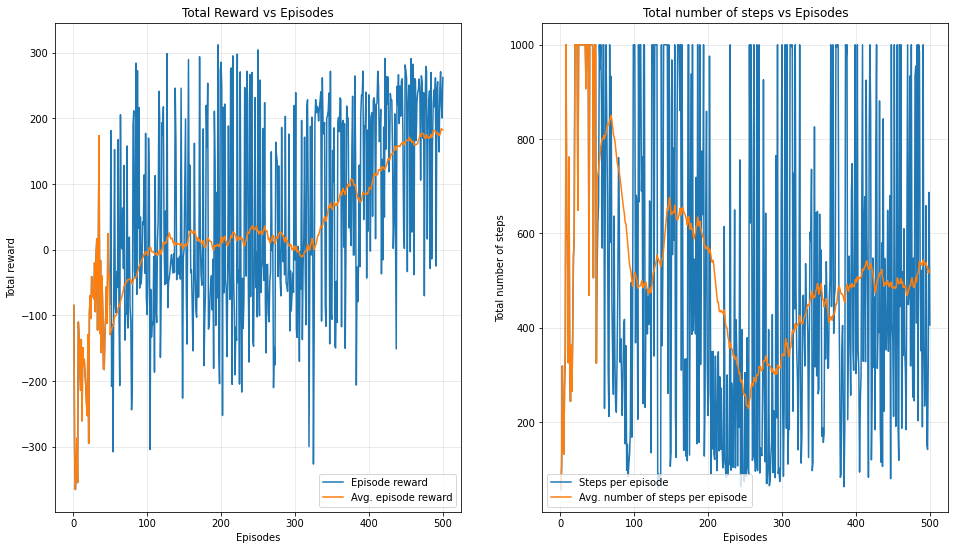 Total Reward vs Episodes
Total reward
300
200
100
0
−100
−200
−300
0 100 200 300 400 500
Episodes
Episode reward
Avg. episode reward
Total number of steps vs Episodes
Total number of steps
1000
800
600
400
200
0 100 200 300 400 500
Episodes
Steps per episode
Avg. number of steps per episode